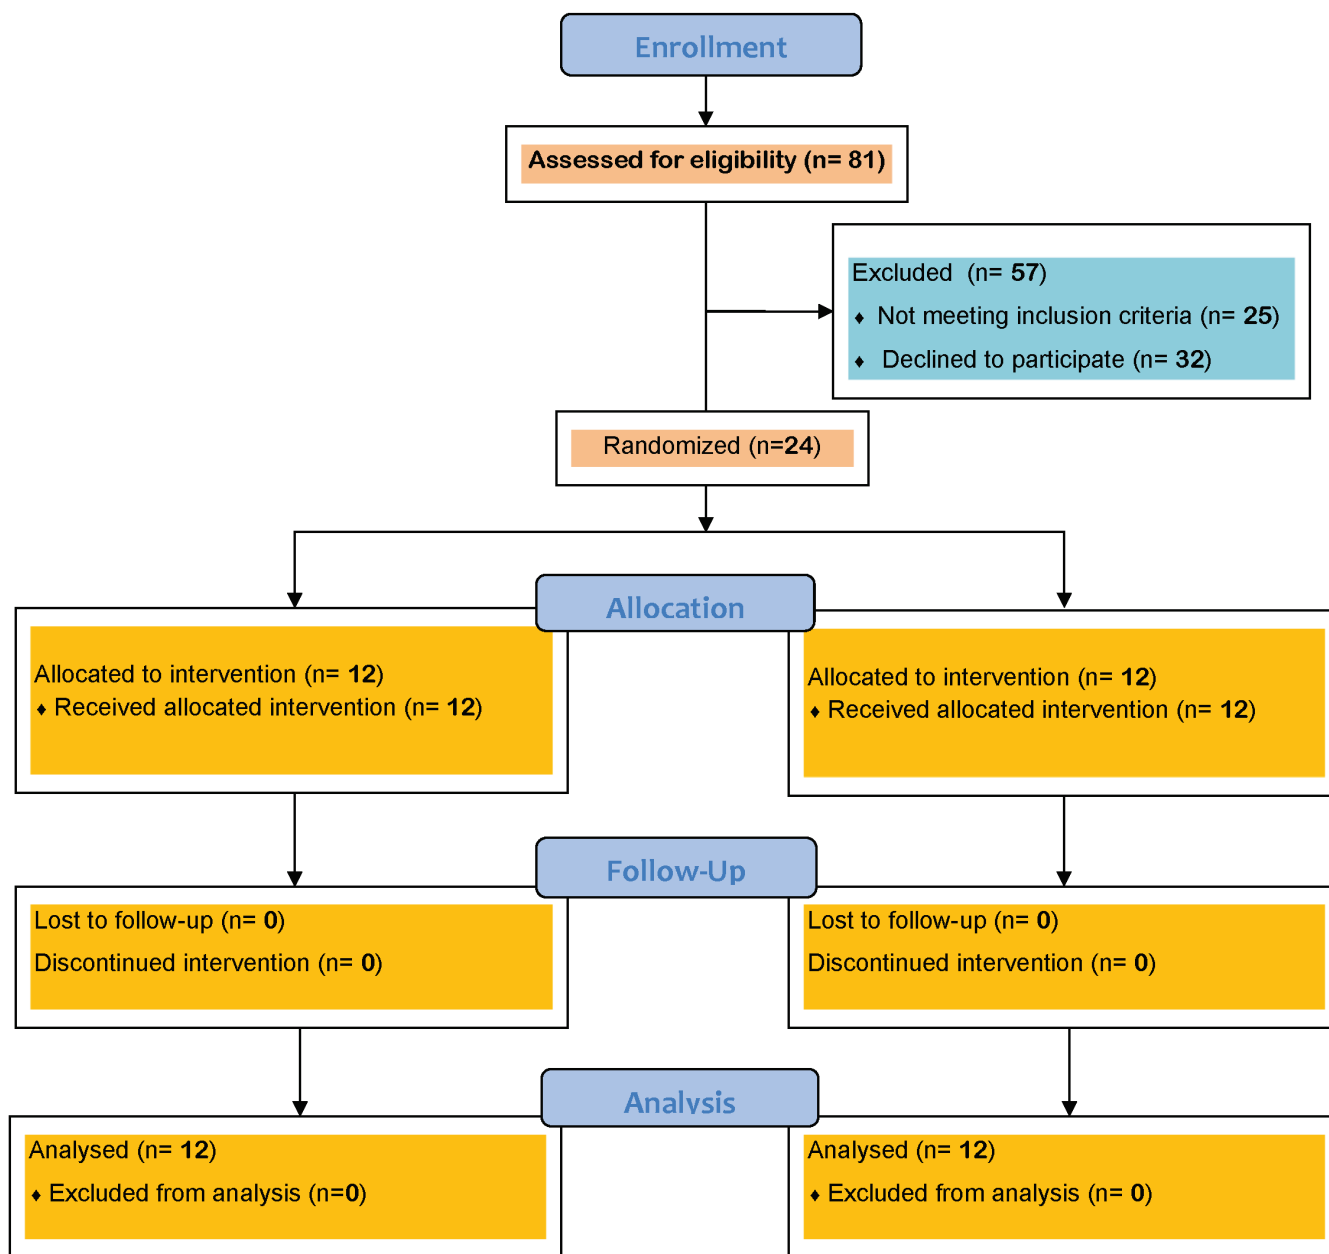 Enrollment
Assessed for eligibility (n= 81)
Excluded  (n= 57)
♦ Not meeting inclusion criteria (n= 25)
♦ Declined to participate (n= 32)
Randomized (n=24)
Allocation
Allocated to intervention (n= 12)
♦ Received allocated intervention (n= 12)
Allocated to intervention (n= 12)
♦ Received allocated intervention (n= 12)
Follow-Up
Lost to follow-up (n= 0)
Discontinued intervention (n= 0)
Lost to follow-up (n= 0)
Discontinued intervention (n= 0)
Analysis
Analysed (n= 12)
♦ Excluded from analysis (n=0)
Analysed (n= 12)
♦ Excluded from analysis (n= 0)